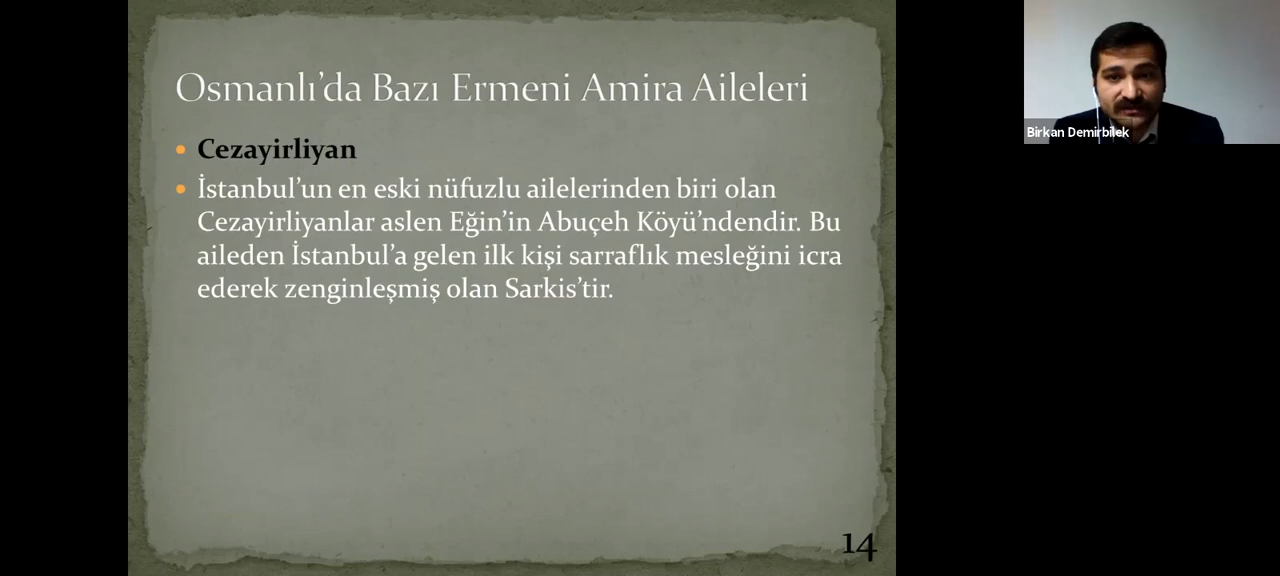 Osmanlı’da Bazı Ermeni Amira Aileleri
Cezayirliyan
İstanbul’un en eski nüfuzlu ailelerinden biri olan
Cezayirliyanlar aslen Eğin’in Abuçeh Köyü’ndendir. Bu
aileden İstanbul’a gelen ilk kişi sarraflık mesleğini icra
ederek zenginleşmiş olan Sarkis’tir.
14
Birkan Demirbilek